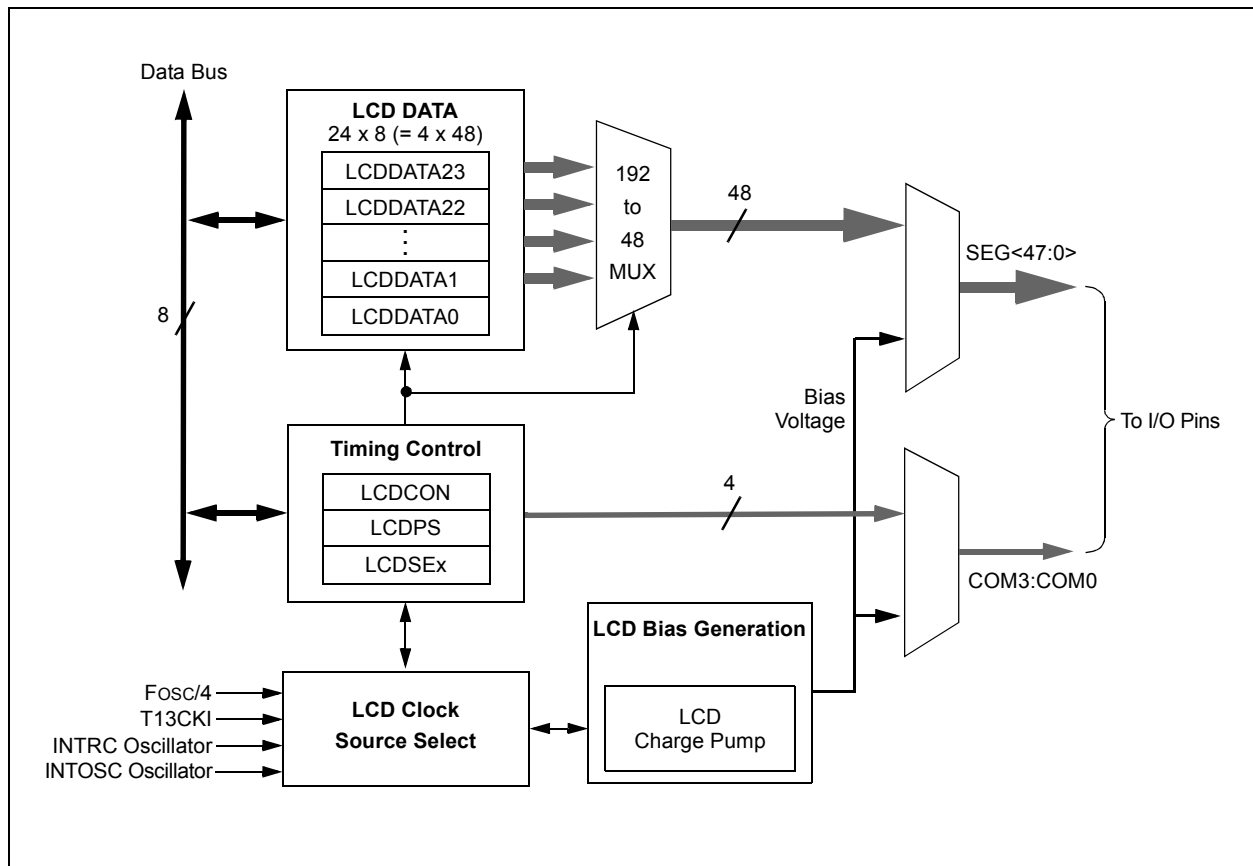 Data Bus
LCD DATA
24 x 8 (= 4 x 48)
LCDDATA23
LCDDATA22
⋮
LCDDATA1
LCDDATA0
192
to
48
MUX
48
SEG<47:0>
8
Bias
Voltage
To I/O Pins
Timing Control
LCDCON
LCDPS
LCDSEx
4
COM3:COM0
LCD Bias Generation
LCD
Charge Pump
FOSC/4
T13CKI
INTRC Oscillator
INTOSC Oscillator
LCD Clock
Source Select